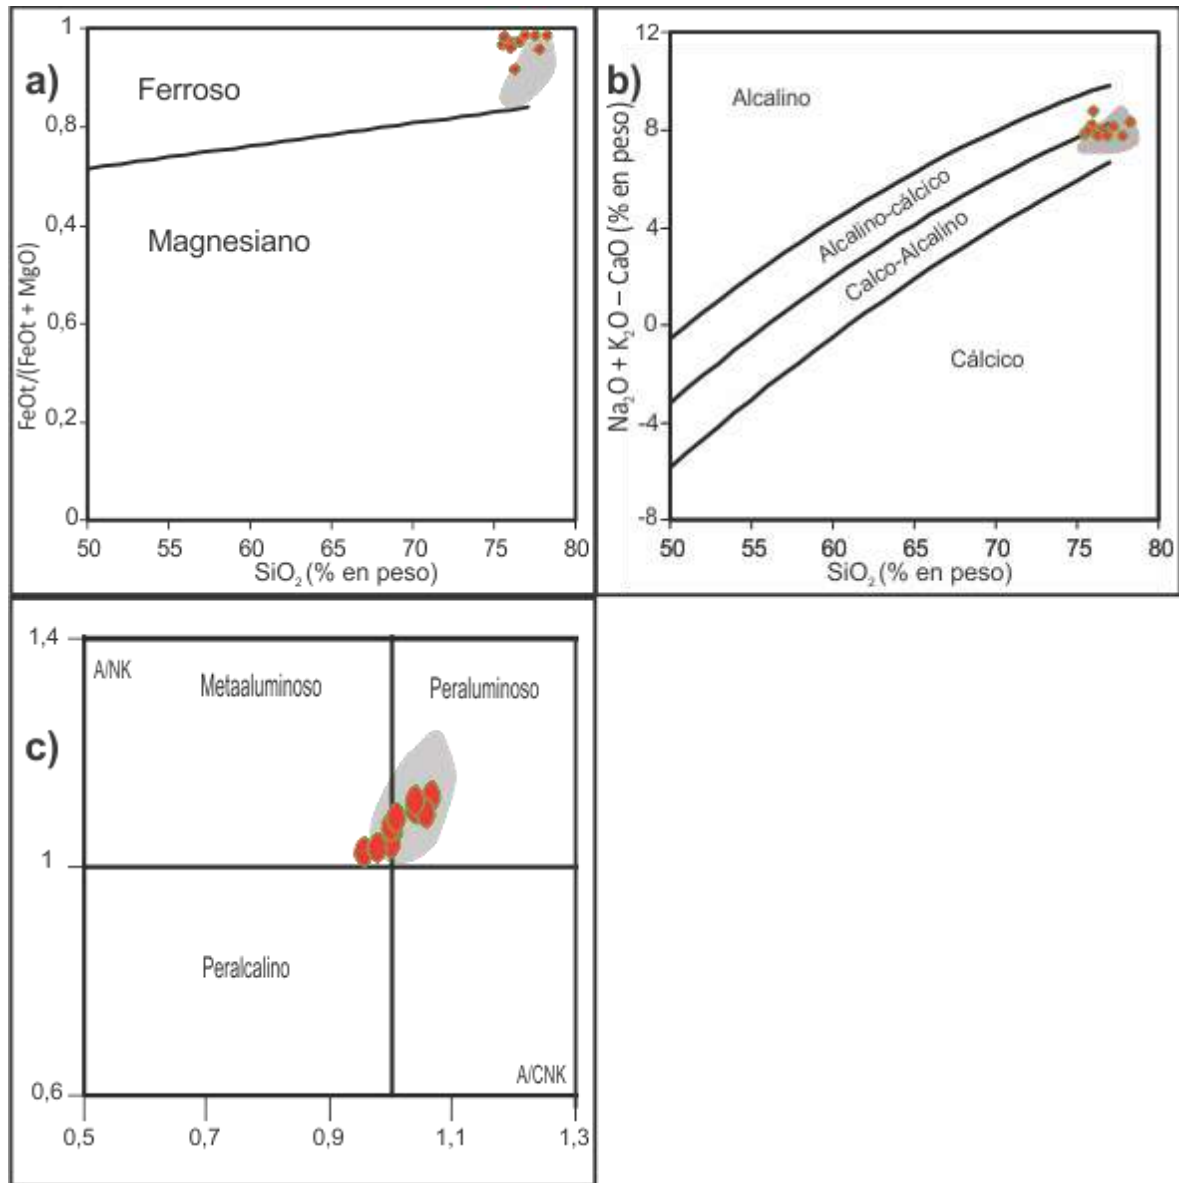 a)
1
0,8
0,4
0,6
0,2
0
FeOt/(FeOt + MgO)
Ferroso
Magnesiano
50 55 60 65 70 75 80
SiO₂ (% en peso)
b)
12
8
4
0
-4
-8
Na₂O + K₂O – CaO (% en peso)
Alcalino
Alcalino-cálcico
Calco-Alcalino
Cálcico
50 55 60 65 70 75 80
SiO₂ (% en peso)
c)
1,4
1
0,6
A/NK
Metaaluminoso
Peraluminoso
Peralcalino
A/CNK
0,5 0,7 0,9 1,1 1,3